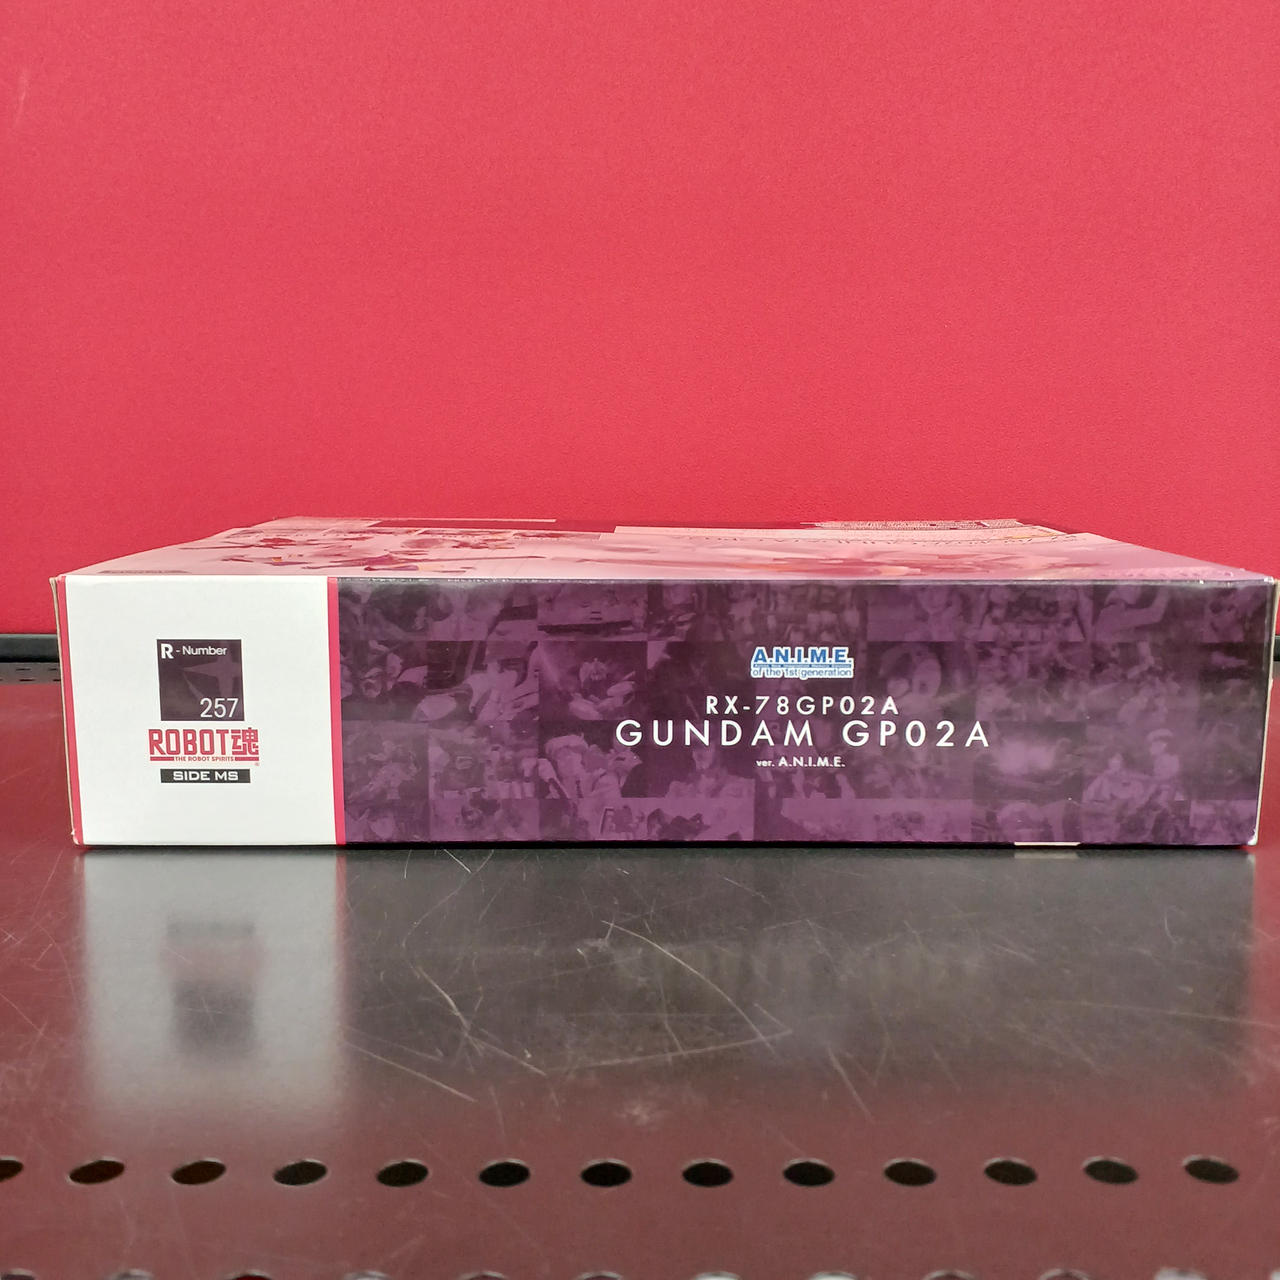 R - Number
257
ROBOT魂
THE ROBOT SPIRITS
SIDE MS
A.N.I.M.E.
of the 1st generation
RX-78GP02A
GUNDAM GP02A
ver. A.N.I.M.E.